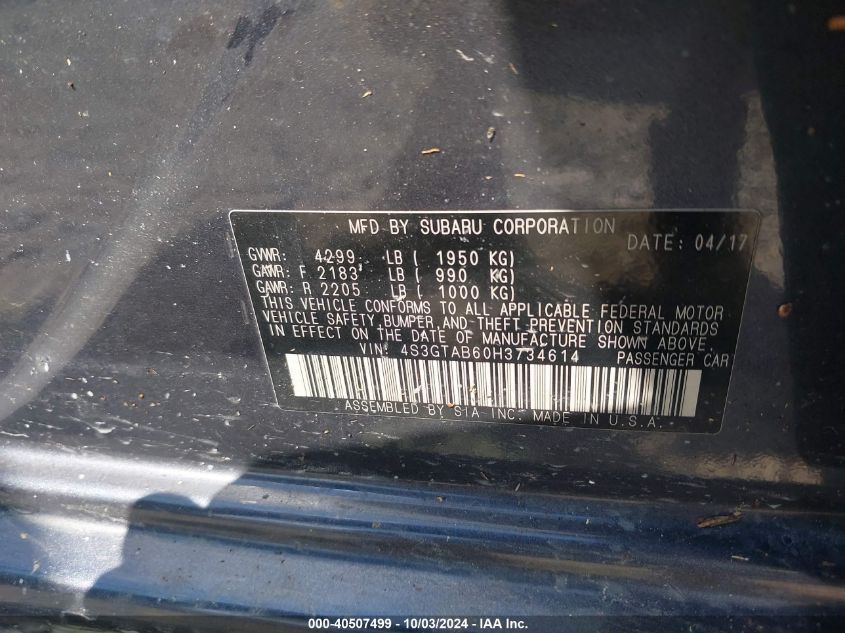 MFD BY SUBARU CORPORATION
DATE: 04/17
GVWR: 4299 LB ( 1950 KG)
GAWR: F 2183 LB ( 990 KG)
GAWR: R 2205 LB ( 1000 KG)
THIS VEHICLE CONFORMS TO ALL APPLICABLE FEDERAL MOTOR
VEHICLE SAFETY, BUMPER, AND THEFT PREVENTION STANDARDS
IN EFFECT ON THE DATE OF MANUFACTURE SHOWN ABOVE.
VIN: 4S3GTAB60H3734614 PASSENGER CAR
ASSEMBLED BY SIA INC. MADE IN U.S.A.
000-40507499 - 10/03/2024 - IAA Inc.